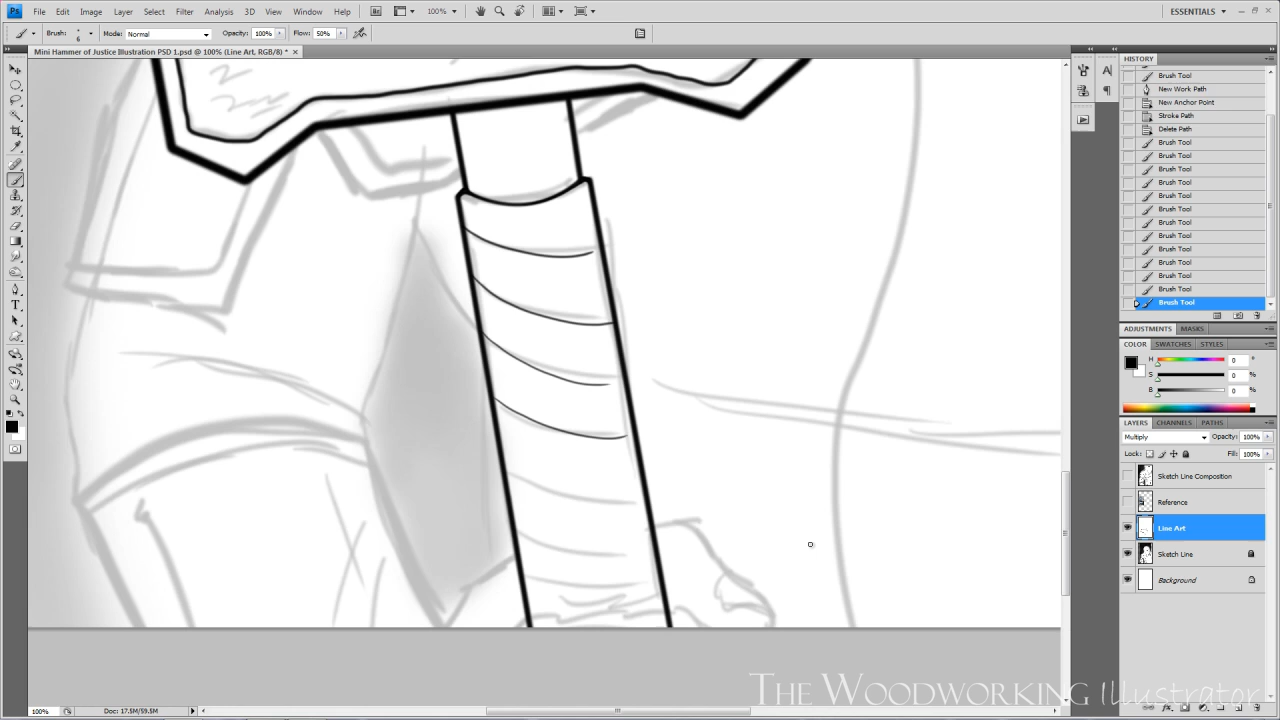 Ps File Edit Image Layer Select Filter Analysis 3D View Window Help 100% ESSENTIALS
Brush: 6 Mode: Normal Opacity: 100% Flow: 50%
Mini Hammer of Justice Illustration PSD 1.psd @ 100% (Line Art, RGB/8) *
HISTORY
Brush Tool
New Work Path
New Anchor Point
Stroke Path
Delete Path
Brush Tool
Brush Tool
Brush Tool
Brush Tool
Brush Tool
Brush Tool
Brush Tool
Brush Tool
Brush Tool
Brush Tool
Brush Tool
Brush Tool
Brush Tool
ADJUSTMENTS MASKS
COLOR SWATCHES STYLES
H 0 °
S 0 %
B 0 %
LAYERS CHANNELS PATHS
Multiply Opacity: 100%
Lock: Fill: 100%
Sketch Line Composition
Reference
Line Art
Sketch Line
Background
THE WOODWORKING Illustrator
100% Doc: 17.5M/59.5M